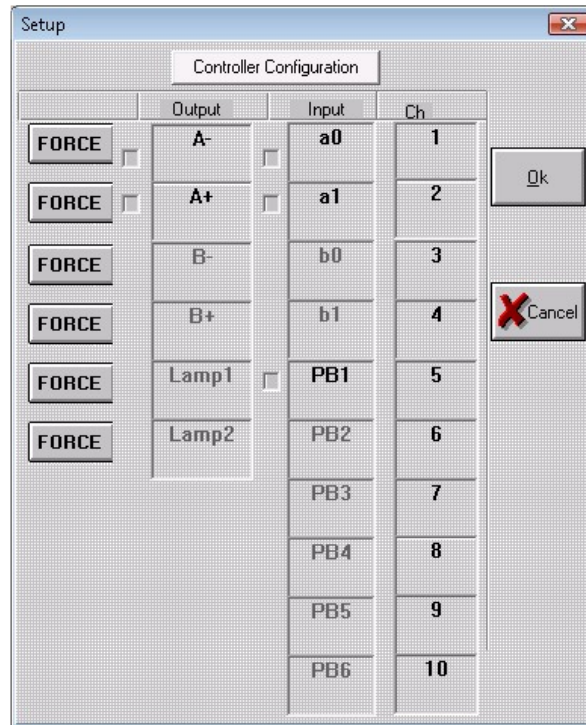 Setup
Controller Configuration
Output Input Ch
FORCE A- a0 1
FORCE A+ a1 2
FORCE B- b0 3
FORCE B+ b1 4
FORCE Lamp1 PB1 5
FORCE Lamp2 PB2 6
PB3 7
PB4 8
PB5 9
PB6 10
Ok
Cancel